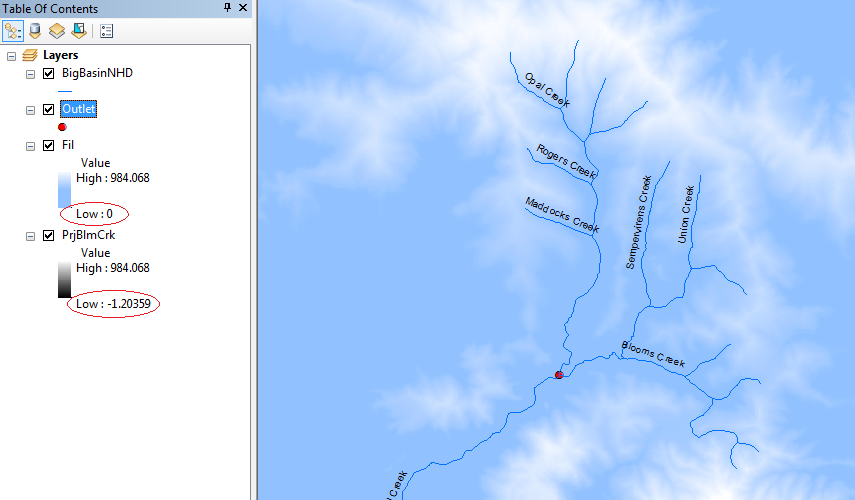 Table Of Contents
Layers
BigBasinNHD
Outlet
Fil
Value
High : 984.068
Low : 0
PrjBlmCrk
Value
High : 984.068
Low : -1.20359
Opal Creek
Rogers Creek
Maddocks Creek
Sempervirens Creek
Union Creek
Blooms Creek
Creek